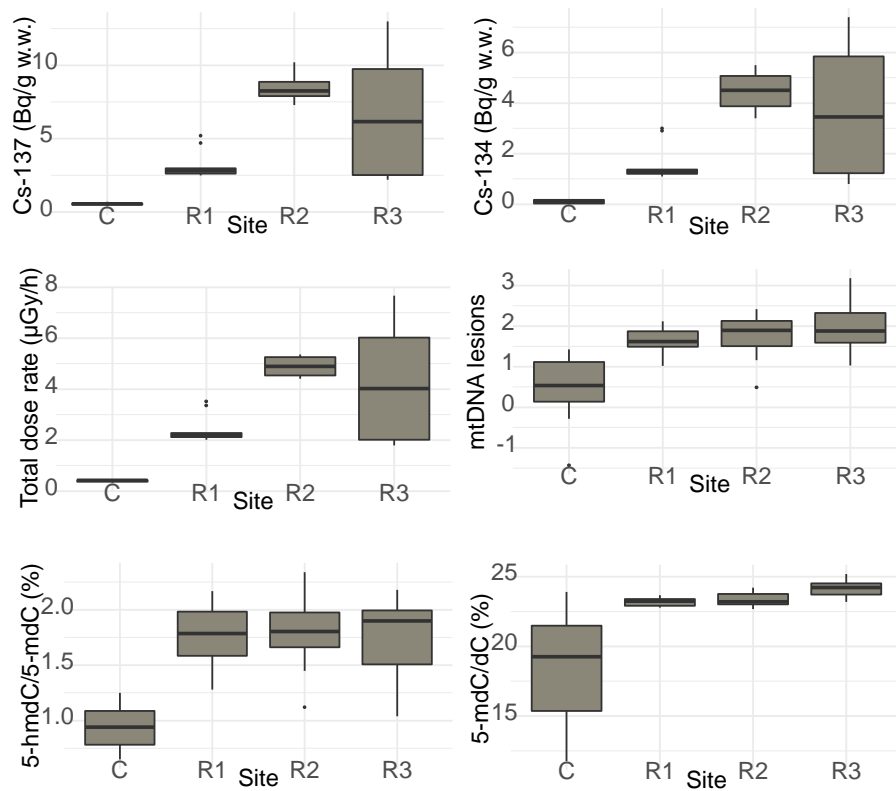 Cs-137 (Bq/g w.w.)
10
5
0
C R1 R2 R3
Site
Cs-134 (Bq/g w.w.)
6
4
2
0
C R1 R2 R3
Site
Total dose rate (µGy/h)
8
6
4
2
0
C R1 R2 R3
Site
mtDNA lesions
3
2
1
0
-1
C R1 R2 R3
Site
5-hmdC/5-mdC (%)
2.0
1.5
1.0
C R1 R2 R3
Site
5-mdC/dC (%)
25
20
15
C R1 R2 R3
Site